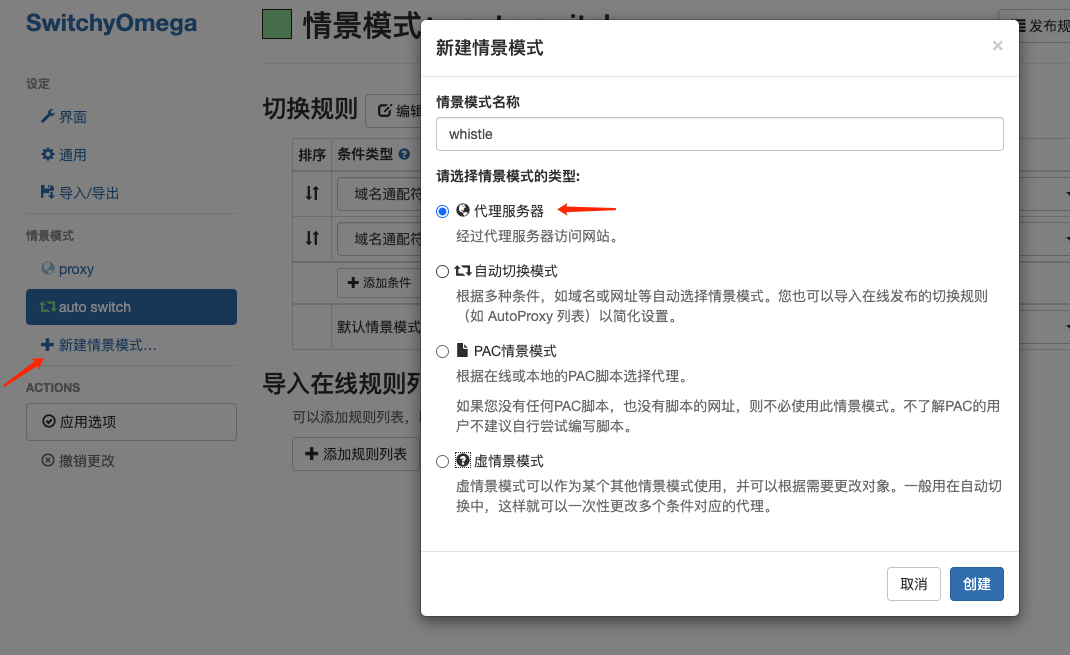 SwitchyOmega
设定
界面
通用
导入/导出
情景模式
proxy
auto switch
新建情景模式...
ACTIONS
应用选项
撤销更改
情景模式:
发布规
切换规则
编辑
排序 条件类型
域名通配符
域名通配符
添加条件
默认情景模式
导入在线规则列
可以添加规则列表，
添加规则列表
新建情景模式
×
情景模式名称
whistle
请选择情景模式的类型:
代理服务器
经过代理服务器访问网站。
自动切换模式
根据多种条件，如域名或网址等自动选择情景模式。您也可以导入在线发布的切换规则
（如 AutoProxy 列表）以简化设置。
PAC情景模式
根据在线或本地的PAC脚本选择代理。
如果您没有任何PAC脚本，也没有脚本的网址，则不必使用此情景模式。不了解PAC的用
户不建议自行尝试编写脚本。
虚情景模式
虚情景模式可以作为某个其他情景模式使用，并可以根据需要更改对象。一般用在自动切
换中，这样就可以一次性更改多个条件对应的代理。
取消
创建